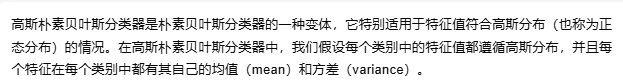 高斯朴素贝叶斯分类器是朴素贝叶斯分类器的一种变体，它特别适用于特征值符合高斯分布（也称为正
态分布）的情况。在高斯朴素贝叶斯分类器中，我们假设每个类别中的特征值都遵循高斯分布，并且每
个特征在每个类别中都有其自己的均值（mean）和方差（variance）。